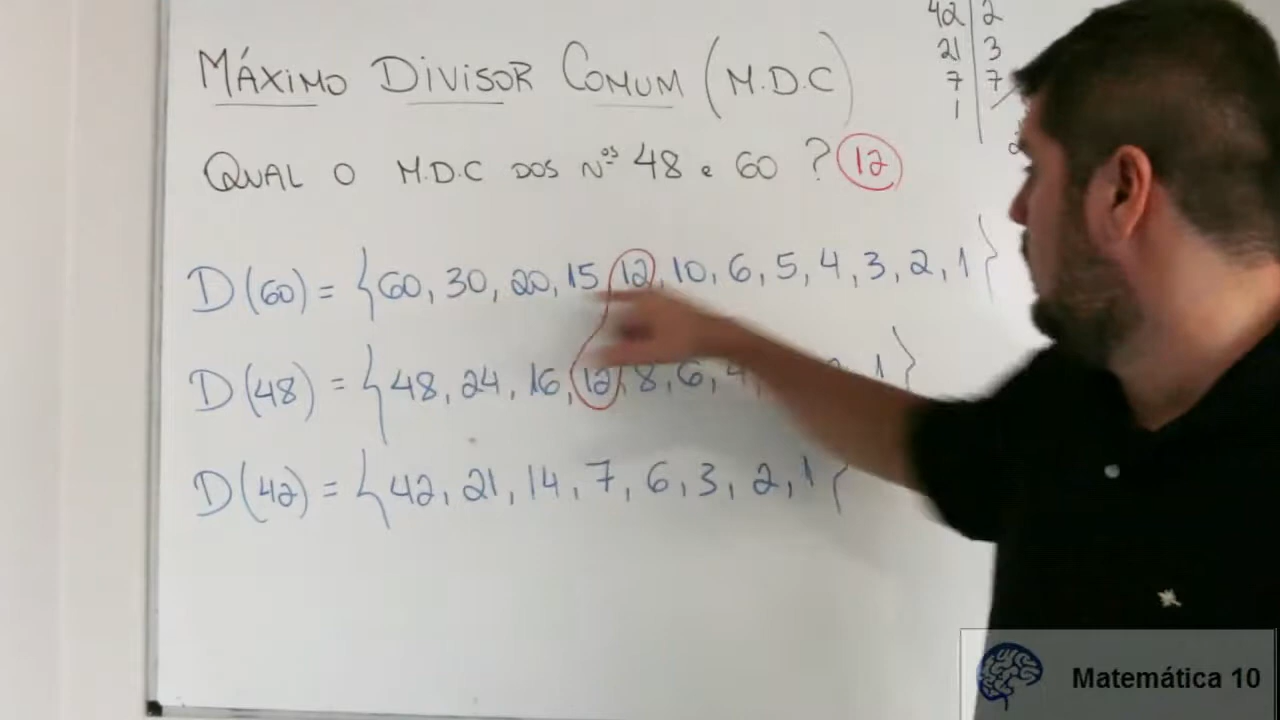 MÁXIMO DIVISOR COMUM (M.D.C)
QUAL O M.D.C DOS Nºs 48 e 60 ? 12
D(60) = {60, 30, 20, 15, 12, 10, 6, 5, 4, 3, 2, 1}
D(48) = {48, 24, 16, 12, 8, 6, 4, 1}
D(42) = {42, 21, 14, 7, 6, 3, 2, 1}
42 | 2
21 | 3
7 | 7
1
Matemática 10